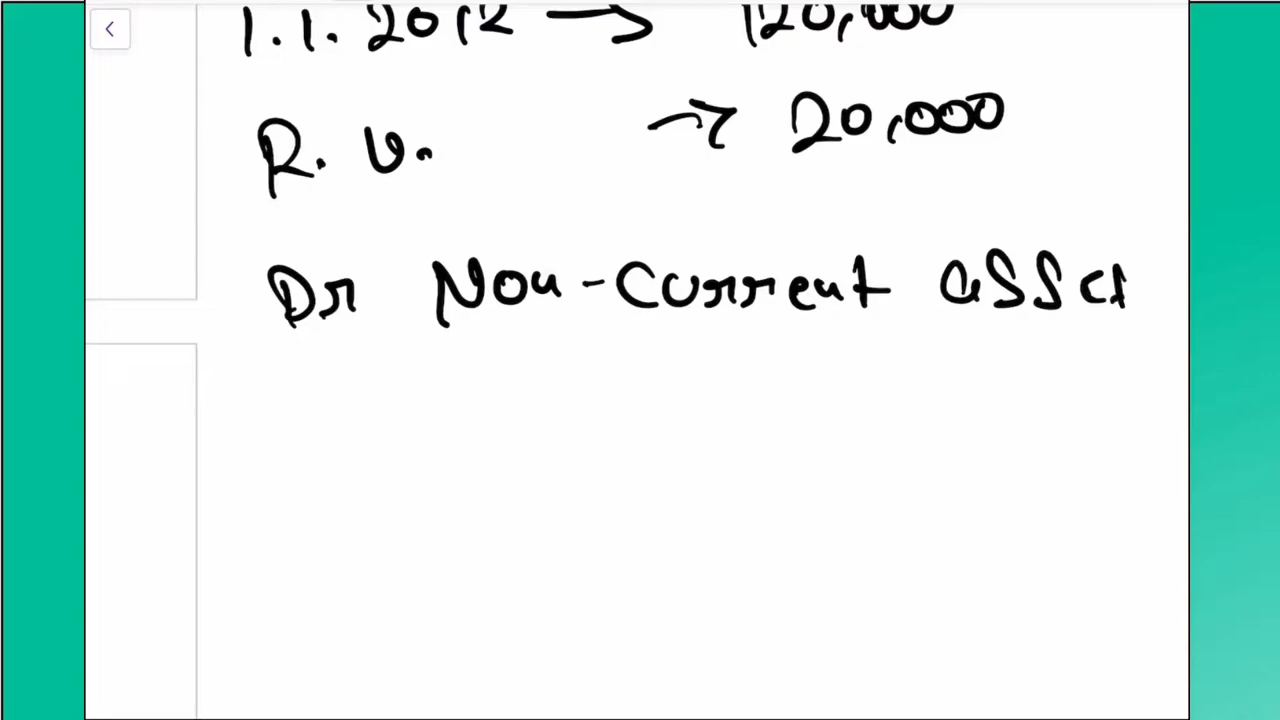 1.1.2012 → 120,000
R.V. → 20,000
Dr Non-Current asset